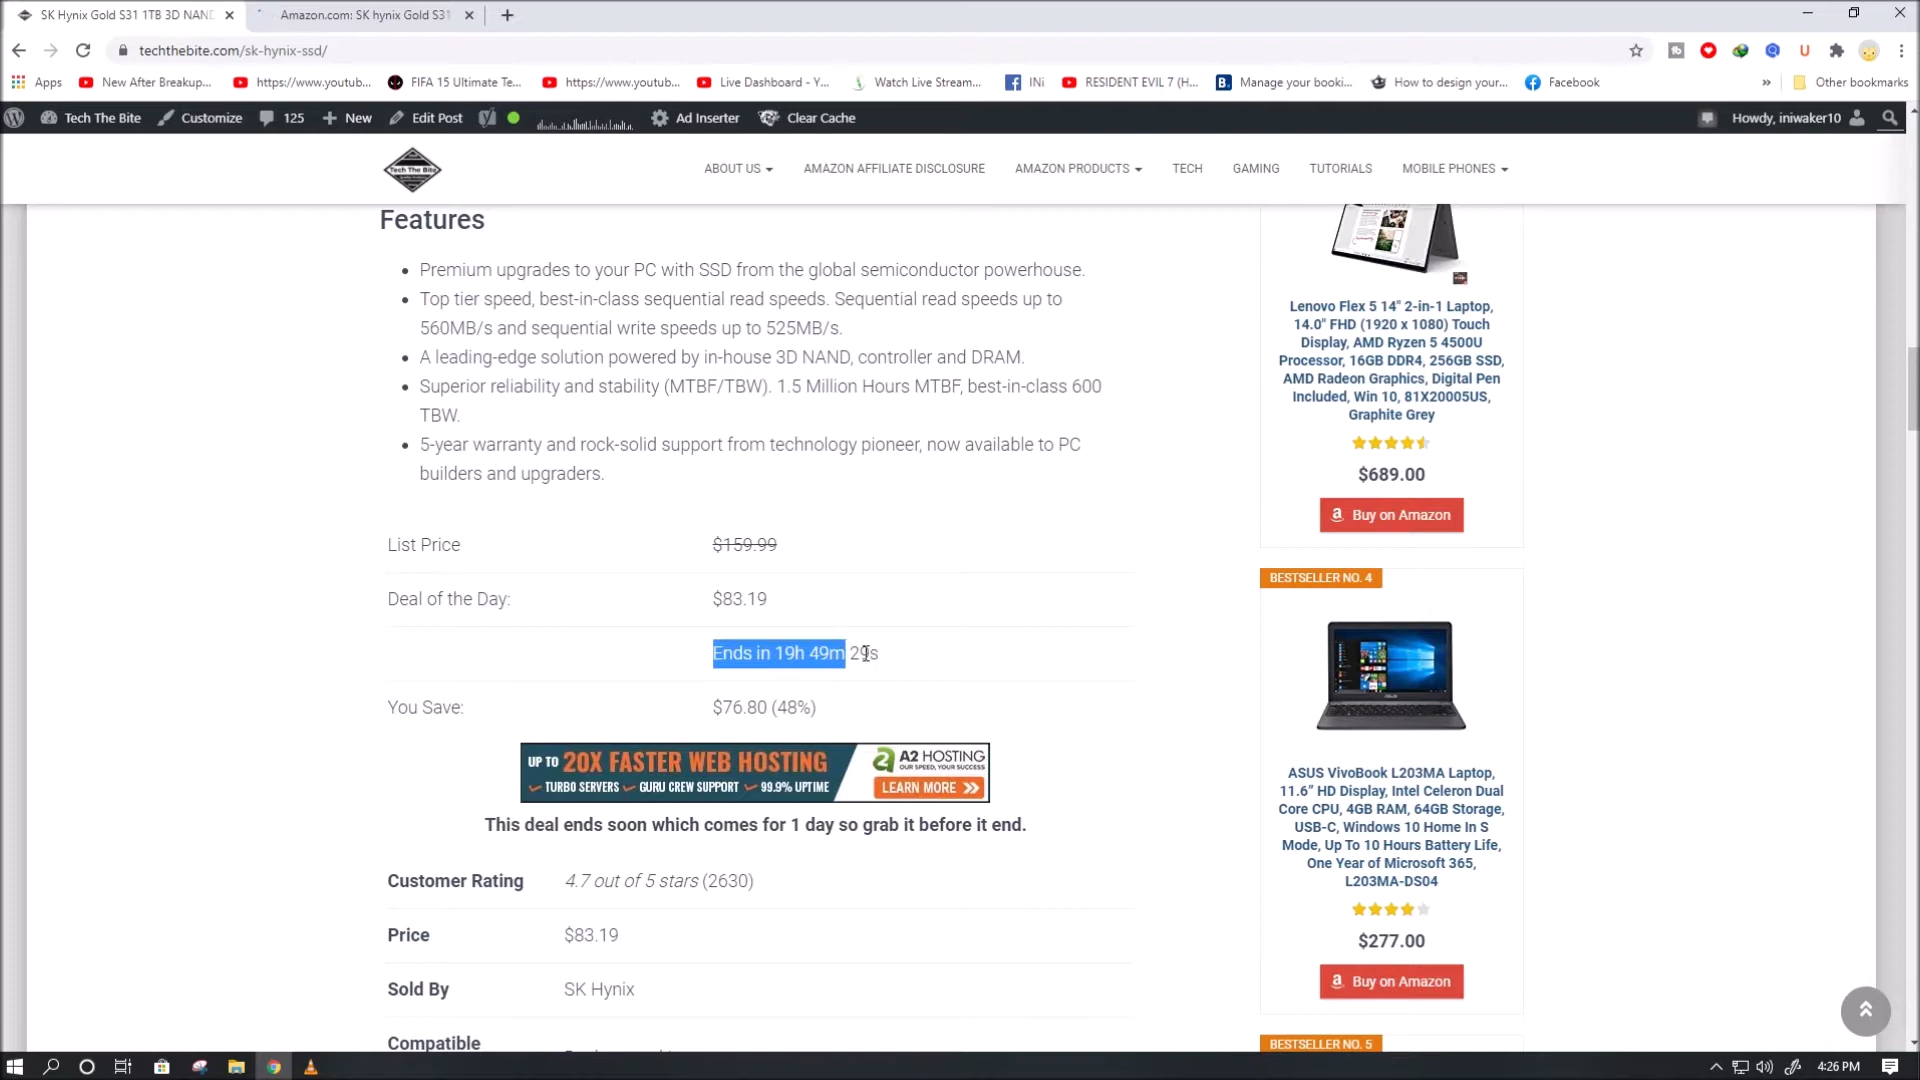 SK Hynix Gold S31 1TB 3D NAND
Amazon.com: SK hynix Gold S31
techthebite.com/sk-hynix-ssd/
Apps
New After Breakup...
https://www.youtub...
FIFA 15 Ultimate Te...
https://www.youtub...
Live Dashboard - Y...
Watch Live Stream...
INi
RESIDENT EVIL 7 (H...
Manage your booki...
How to design your...
Facebook
»
Other bookmarks
Tech The Bite
Customize
125
New
Edit Post
Ad Inserter
Clear Cache
Howdy, iniwaker10
Tech The Bite
ABOUT US
AMAZON AFFILIATE DISCLOSURE
AMAZON PRODUCTS
TECH
GAMING
TUTORIALS
MOBILE PHONES
Features
• Premium upgrades to your PC with SSD from the global semiconductor powerhouse.
• Top tier speed, best-in-class sequential read speeds. Sequential read speeds up to
560MB/s and sequential write speeds up to 525MB/s.
• A leading-edge solution powered by in-house 3D NAND, controller and DRAM.
• Superior reliability and stability (MTBF/TBW). 1.5 Million Hours MTBF, best-in-class 600
TBW.
• 5-year warranty and rock-solid support from technology pioneer, now available to PC
builders and upgraders.
List Price $159.99
Deal of the Day: $83.19
Ends in 19h 49m 29s
You Save: $76.80 (48%)
UP TO 20X FASTER WEB HOSTING
TURBO SERVERS GURU CREW SUPPORT 99.9% UPTIME
A2 HOSTING
OUR SPEED, YOUR SUCCESS
LEARN MORE
This deal ends soon which comes for 1 day so grab it before it end.
Customer Rating 4.7 out of 5 stars (2630)
Price $83.19
Sold By SK Hynix
Compatible
Lenovo Flex 5 14" 2-in-1 Laptop,
14.0" FHD (1920 x 1080) Touch
Display, AMD Ryzen 5 4500U
Processor, 16GB DDR4, 256GB SSD,
AMD Radeon Graphics, Digital Pen
Included, Win 10, 81X20005US,
Graphite Grey
$689.00
Buy on Amazon
BESTSELLER NO. 4
ASUS VivoBook L203MA Laptop,
11.6” HD Display, Intel Celeron Dual
Core CPU, 4GB RAM, 64GB Storage,
USB-C, Windows 10 Home In S
Mode, Up To 10 Hours Battery Life,
One Year of Microsoft 365,
L203MA-DS04
$277.00
Buy on Amazon
BESTSELLER NO. 5
4:26 PM